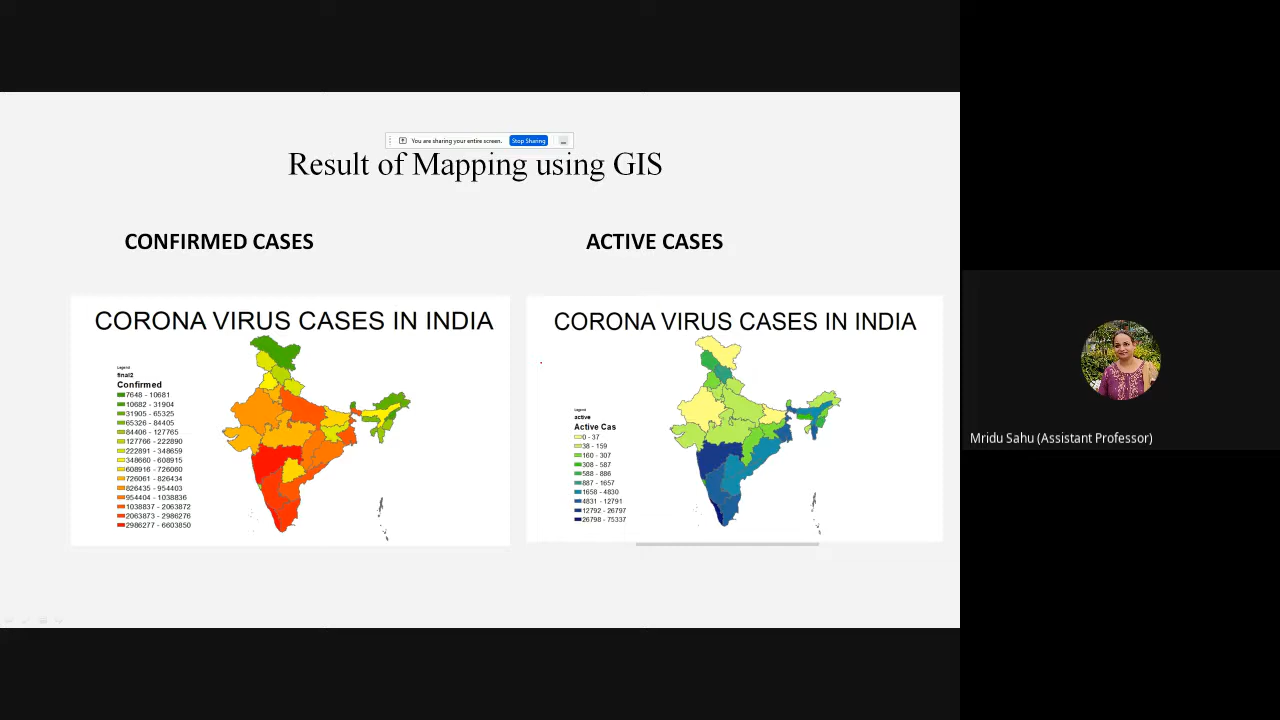 You are sharing your entire screen. Stop Sharing
Result of Mapping using GIS
CONFIRMED CASES
ACTIVE CASES
CORONA VIRUS CASES IN INDIA
Legend
final2
Confirmed
7648 - 10681
10682 - 31904
31905 - 65325
65326 - 84405
84406 - 127765
127766 - 222890
222891 - 348659
348660 - 608915
608916 - 726060
726061 - 826434
826435 - 954403
954404 - 1038836
1038837 - 2063872
2063873 - 2986276
2986277 - 6603850
CORONA VIRUS CASES IN INDIA
Legend
active
Active Cas
0 - 37
38 - 159
160 - 307
308 - 587
588 - 886
887 - 1657
1658 - 4830
4831 - 12791
12792 - 26797
26798 - 75337
Mridu Sahu (Assistant Professor)